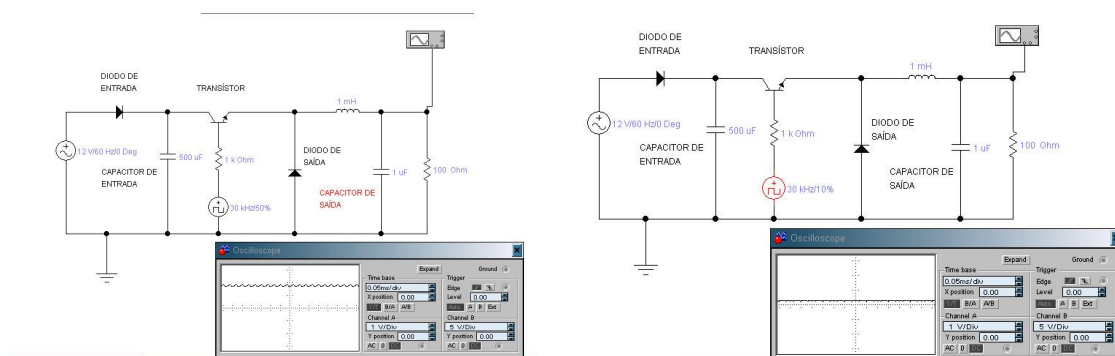 DIODO DE
ENTRADA
TRANSÍSTOR
1 mH
12 V/60 Hz/0 Deg
500 uF
1 k Ohm
DIODO DE
SAÍDA
1 uF
100 Ohm
CAPACITOR DE
ENTRADA
CAPACITOR DE
SAÍDA
30 kHz/50%
Oscilloscope
Expand
Ground
Time base
Trigger
0.05ms/div
Edge
X position 0.00
Level 0.00
Y/T B/A A/B
Auto A B Ext
Channel A
Channel B
1 V/Div
5 V/Div
Y position 0.00
Y position 0.00
AC 0 DC
AC 0 DC
DIODO DE
ENTRADA
TRANSÍSTOR
1 mH
12 V/60 Hz/0 Deg
500 uF
1 k Ohm
DIODO DE
SAÍDA
1 uF
100 Ohm
CAPACITOR DE
ENTRADA
CAPACITOR DE
SAÍDA
30 kHz/10%
Oscilloscope
Expand
Ground
Time base
Trigger
0.05ms/div
Edge
X position 0.00
Level 0.00
Y/T B/A A/B
Auto A B Ext
Channel A
Channel B
1 V/Div
5 V/Div
Y position 0.00
Y position 0.00
AC 0 DC
AC 0 DC